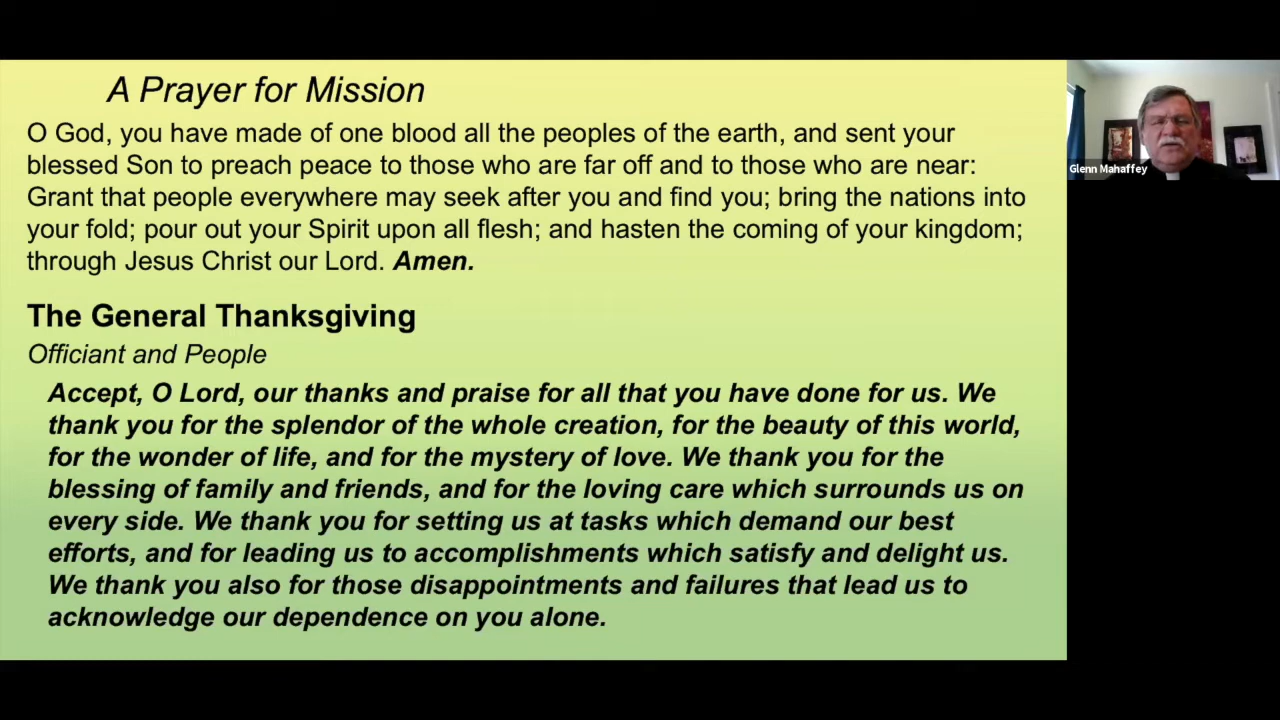 A Prayer for Mission
O God, you have made of one blood all the peoples of the earth, and sent your
blessed Son to preach peace to those who are far off and to those who are near:
Grant that people everywhere may seek after you and find you; bring the nations into
your fold; pour out your Spirit upon all flesh; and hasten the coming of your kingdom;
through Jesus Christ our Lord. Amen.
The General Thanksgiving
Officiant and People
Accept, O Lord, our thanks and praise for all that you have done for us. We
thank you for the splendor of the whole creation, for the beauty of this world,
for the wonder of life, and for the mystery of love. We thank you for the
blessing of family and friends, and for the loving care which surrounds us on
every side. We thank you for setting us at tasks which demand our best
efforts, and for leading us to accomplishments which satisfy and delight us.
We thank you also for those disappointments and failures that lead us to
acknowledge our dependence on you alone.
Glenn Mahaffey